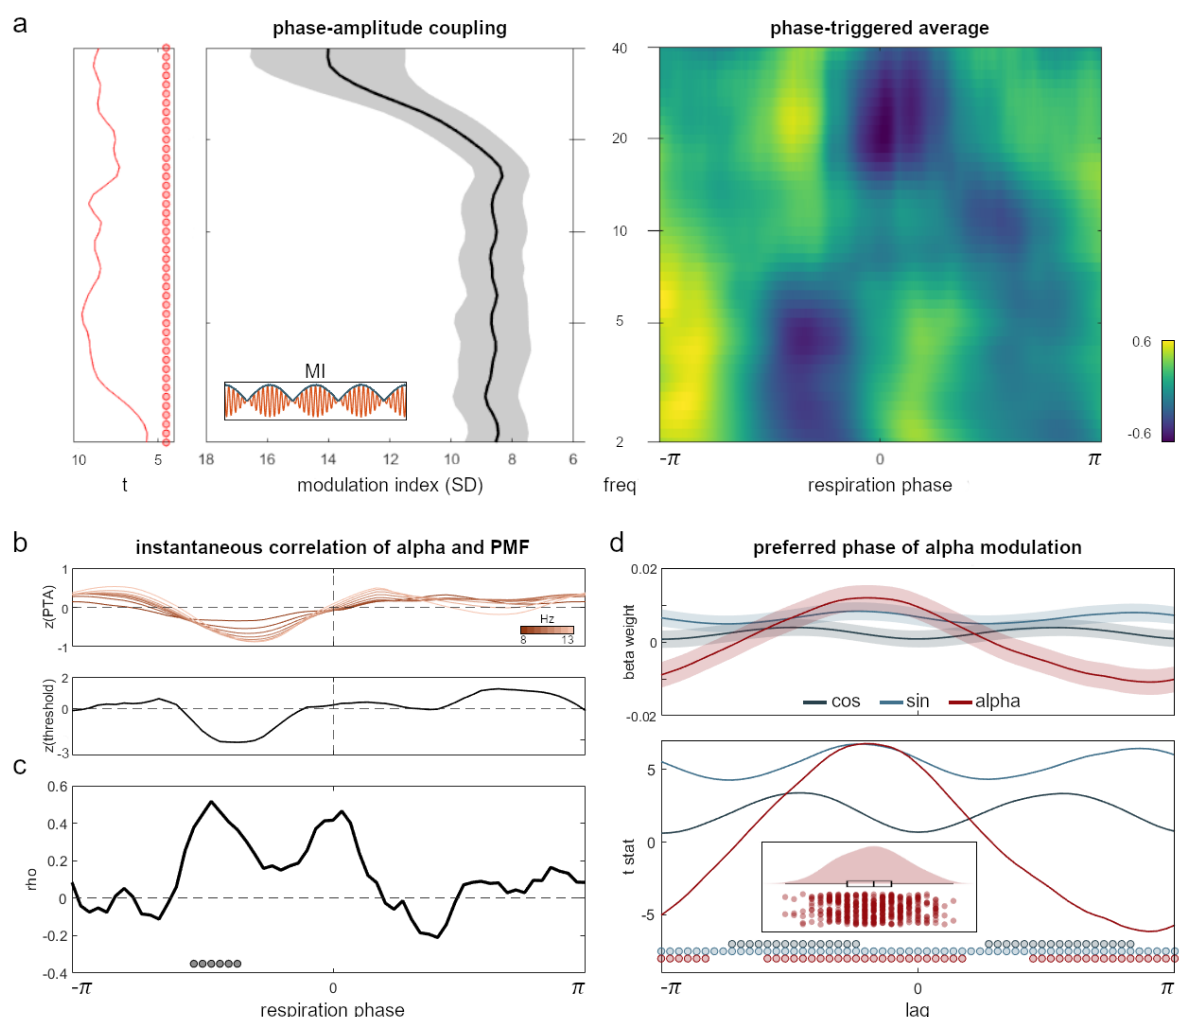 a
phase-amplitude coupling
phase-triggered average
40
20
10
5
2
MI
0.6
-0.6
10 5
18 16 14 12 10 8 6
-π 0 π
t
modulation index (SD)
freq
respiration phase
b
instantaneous correlation of alpha and PMF
z(PTA)
1
0
-1
Hz
8 13
z(threshold)
2
0
-3
c
rho
0.6
0.4
0.2
0
-0.2
-0.4
-π 0 π
respiration phase
d
preferred phase of alpha modulation
beta weight
0.02
0
-0.02
cos sin alpha
t stat
5
0
-5
-π 0 π
lag